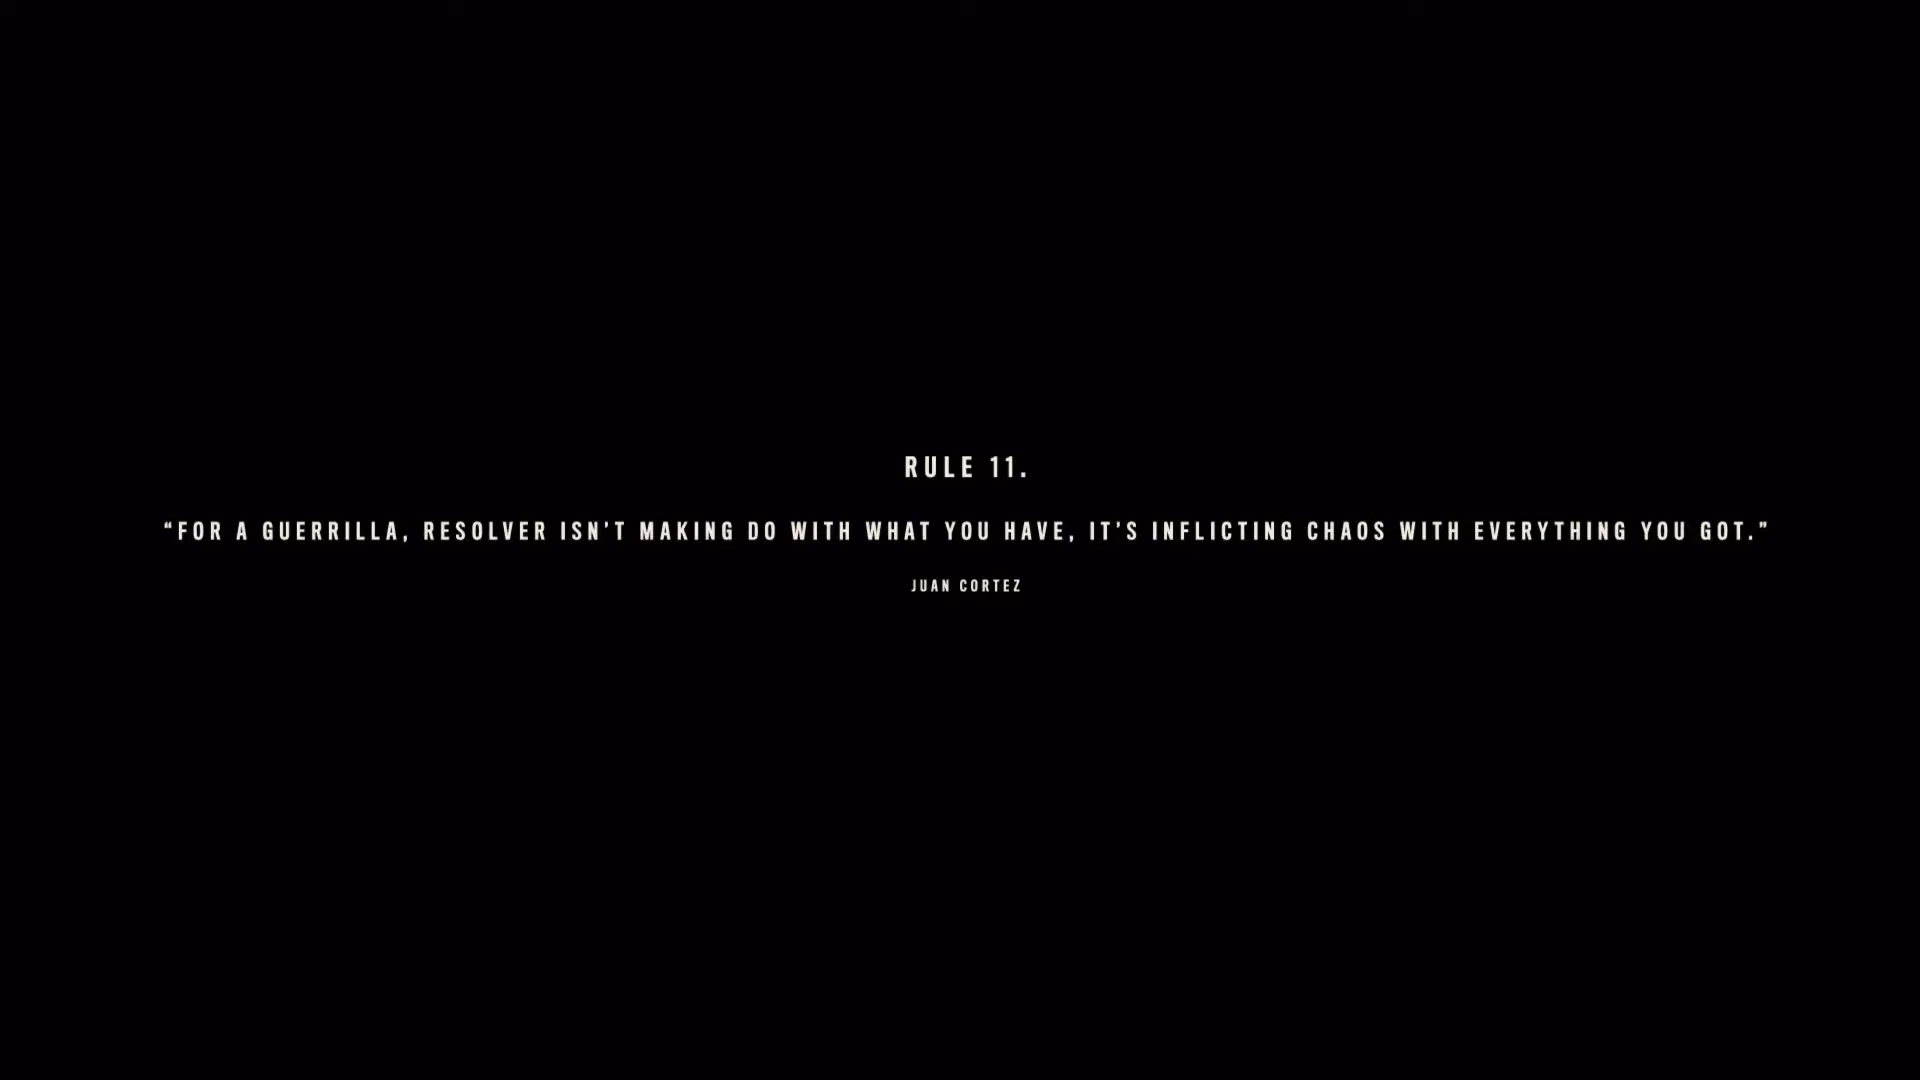 RULE 11.
“FOR A GUERRILLA, RESOLVER ISN’T MAKING DO WITH WHAT YOU HAVE, IT’S INFLICTING CHAOS WITH EVERYTHING YOU GOT.”
JUAN CORTEZ